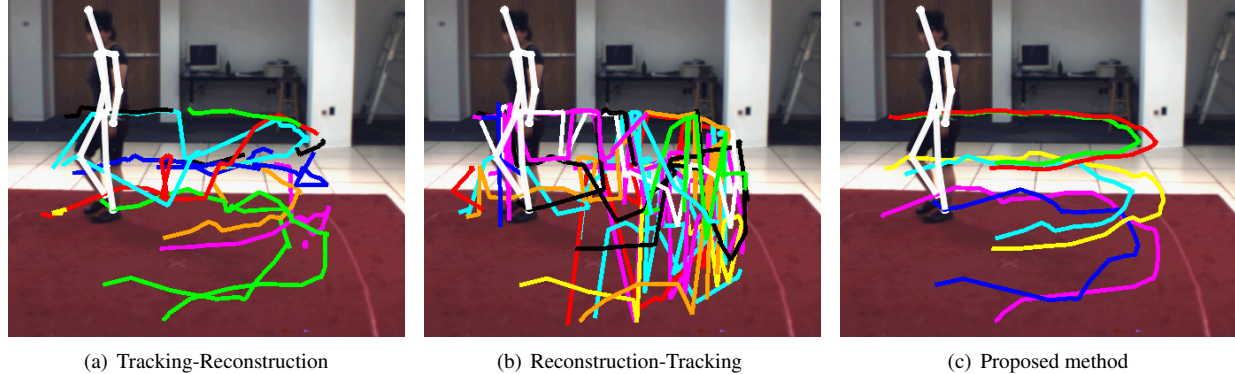 (a) Tracking-Reconstruction
(b) Reconstruction-Tracking
(c) Proposed method